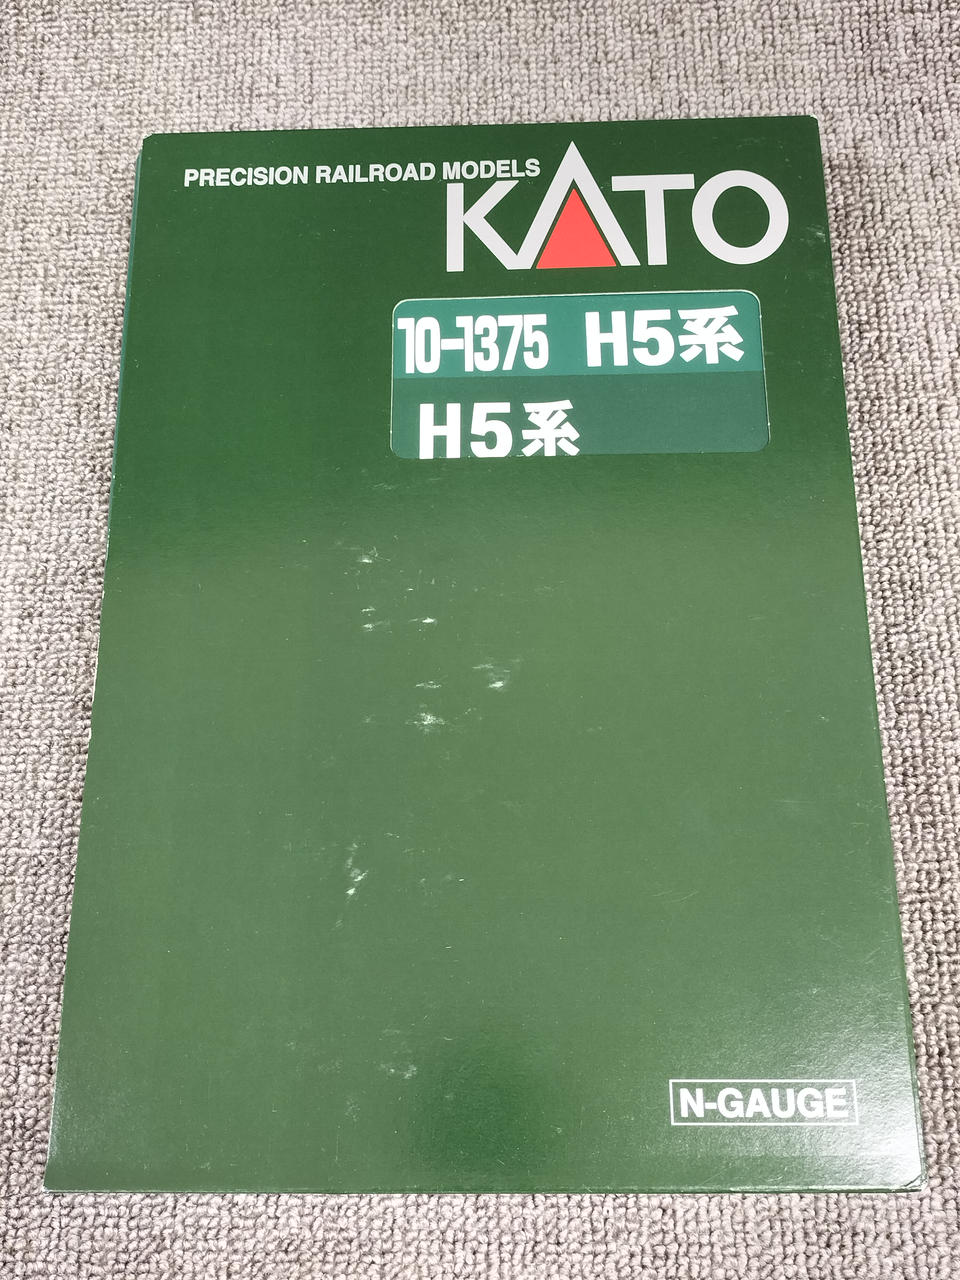 PRECISION RAILROAD MODELS
KATO
10-1375 H5系
H5系
N-GAUGE